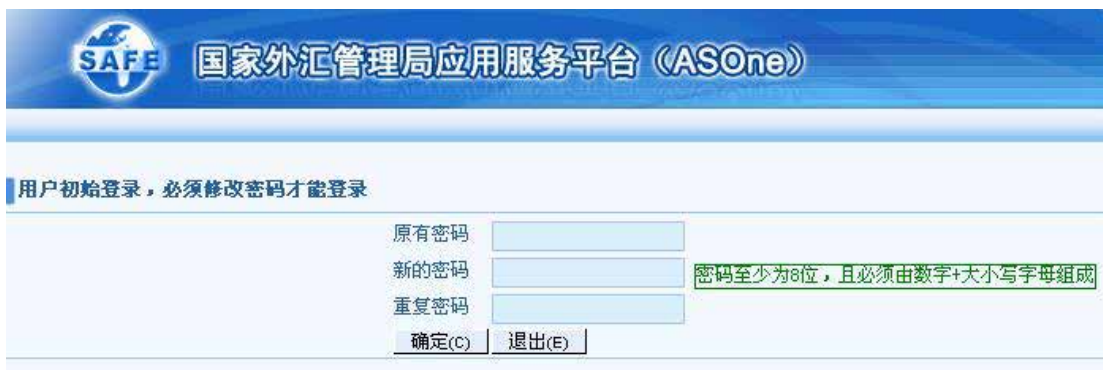 SAFE 国家外汇管理局应用服务平台（ASOne）
用户初始登录，必须修改密码才能登录
原有密码
新的密码 密码至少为8位，且必须由数字+大小写字母组成
重复密码
确定(C) 退出(E)